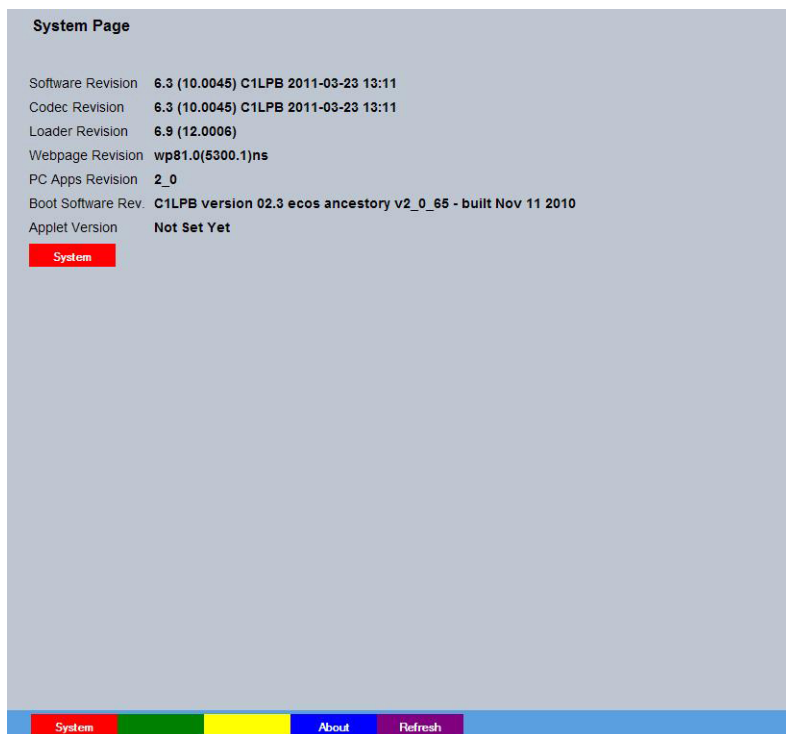 System Page
Software Revision 6.3 (10.0045) C1LPB 2011-03-23 13:11
Codec Revision 6.3 (10.0045) C1LPB 2011-03-23 13:11
Loader Revision 6.9 (12.0006)
Webpage Revision wp81.0(5300.1)ns
PC Apps Revision 2_0
Boot Software Rev. C1LPB version 02.3 ecos ancestory v2_0_65 - built Nov 11 2010
Applet Version Not Set Yet
System
System About Refresh